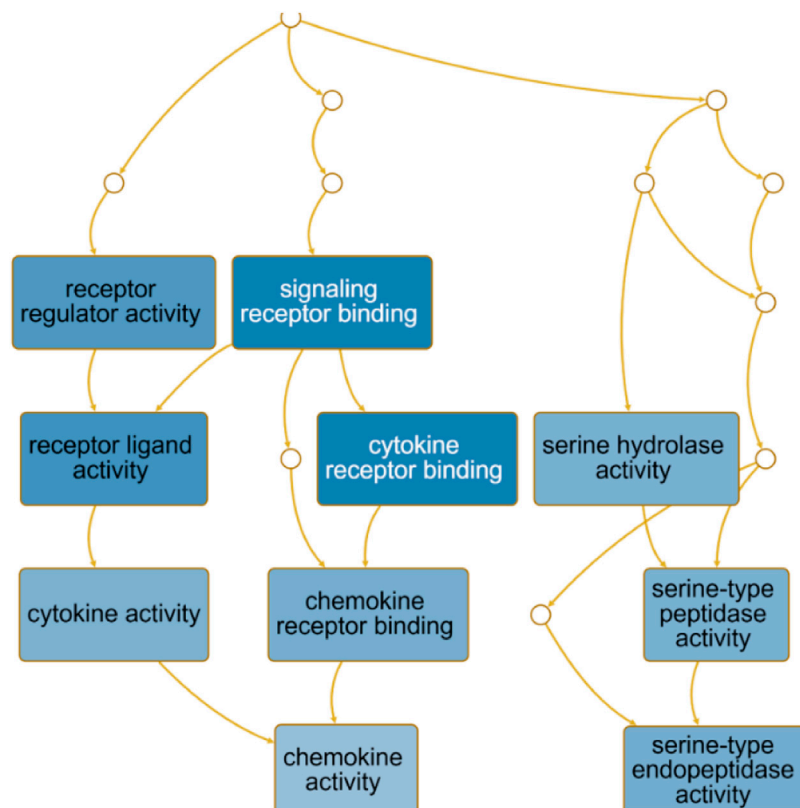 receptor
regulator activity
signaling
receptor binding
receptor ligand
activity
cytokine
receptor binding
serine hydrolase
activity
cytokine activity
chemokine
receptor binding
serine-type
peptidase
activity
chemokine
activity
serine-type
endopeptidase
activity